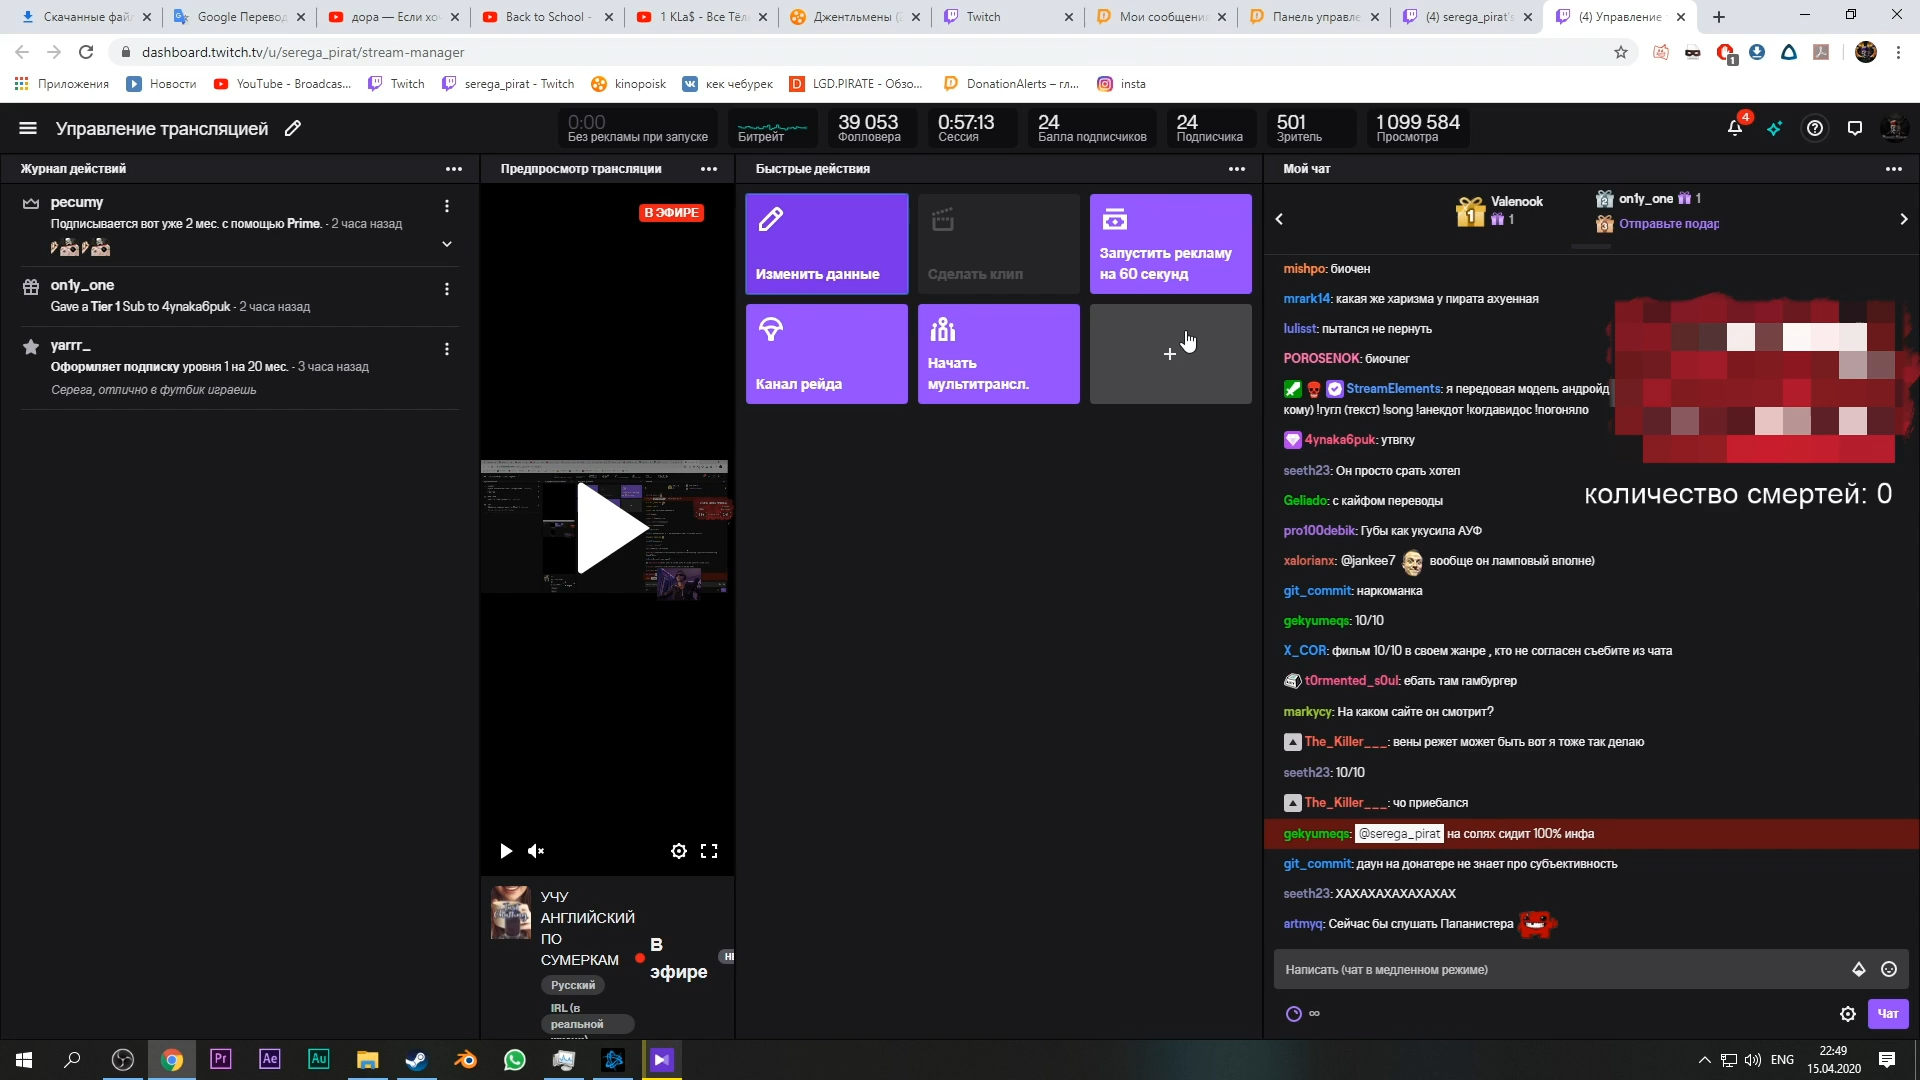 Скачанные фай
Google Перевод
дора — Если хо
Back to School -
1 KLa$ - Все Тёл
Джентльмены (2
Twitch
Мои сообщени
Панель управле
(4) serega_pirat's
(4) Управление
dashboard.twitch.tv/u/serega_pirat/stream-manager
1
Приложения
Новости
YouTube - Broadcas...
Twitch
serega_pirat - Twitch
kinopoisk
кек чебурек
LGD.PIRATE - Обзо...
DonationAlerts – гл...
insta
Управление трансляцией
0:00
Без рекламы при запуске
Битрейт
39 053
Фолловера
0:57:13
Сессия
24
Балла подписчиков
24
Подписчика
501
Зритель
1 099 584
Просмотра
4
Журнал действий
pecumy
Подписывается вот уже 2 мес. с помощью Prime. - 2 часа назад
on1y_one
Gave a Tier 1 Sub to 4ynaka6puk - 2 часа назад
yarrr_
Оформляет подписку уровня 1 на 20 мес. - 3 часа назад
Серега, отлично в футбик играешь
Предпросмотр трансляции
В ЭФИРЕ
УЧУ
АНГЛИЙСКИЙ
ПО
СУМЕРКАМ
В
эфире
Русский
IRL (в
реальной
Быстрые действия
Изменить данные
Сделать клип
Запустить рекламу
на 60 секунд
Канал рейда
Начать
мультитрансл.
Мой чат
1
Valenook
1
2
on1y_one 1
3
Отправьте подар
mishpo: биочен
mrark14: какая же харизма у пирата ахуенная
lulisst: пытался не пернуть
POROSENOK: биочлег
StreamElements: я передовая модель андройд
кому) !гугл (текст) !song !анекдот !когдавидос !погоняло
4ynaka6puk: утвгку
seeth23: Он просто срать хотел
Geliado: с кайфом переводы
pro100debik: Губы как укусила АУФ
xalorianx: @jankee7 вообще он ламповый вполне)
git_commit: наркоманка
gekyumeqs: 10/10
X_COR: фильм 10/10 в своем жанре , кто не согласен съебите из чата
t0rmented_s0ul: ебать там гамбургер
markycy: На каком сайте он смотрит?
The_Killer___: вены режет может быть вот я тоже так делаю
seeth23: 10/10
The_Killer___: чо приебался
gekyumeqs: @serega_pirat на солях сидит 100% инфа
git_commit: даун на донатере не знает про субъективность
seeth23: ХАХАХАХАХАХАХАХ
artmyq: Сейчас бы слушать Папанистера
количество смертей: 0
Написать (чат в медленном режиме)
∞
Чат
Pr
Ae
Au
ENG
22:49
15.04.2020